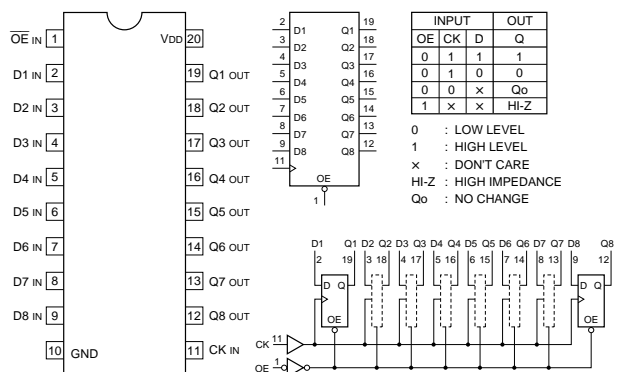 OE IN 1
D1 IN 2
D2 IN 3
D3 IN 4
D4 IN 5
D5 IN 6
D6 IN 7
D7 IN 8
D8 IN 9
10 GND
VDD 20
19 Q1 OUT
18 Q2 OUT
17 Q3 OUT
16 Q4 OUT
15 Q5 OUT
14 Q6 OUT
13 Q7 OUT
12 Q8 OUT
11 CK IN
2 D1 Q1 19
3 D2 Q2 18
4 D3 Q3 17
5 D4 Q4 16
6 D5 Q5 15
7 D6 Q6 14
8 D7 Q7 13
9 D8 Q8 12
11
OE
1
INPUT OUT
OE CK D Q
0 1 1 1
0 1 0 0
0 0 × Qo
1 × × HI-Z
0 : LOW LEVEL
1 : HIGH LEVEL
× : DON'T CARE
HI-Z : HIGH IMPEDANCE
Qo : NO CHANGE
D1 Q1 D2 Q2 D3 Q3 D4 Q4 D5 Q5 D6 Q6 D7 Q7 D8 Q8
2 19 3 18 4 17 5 16 6 15 7 14 8 13 9 12
D Q D Q
OE OE
CK 11
OE 1